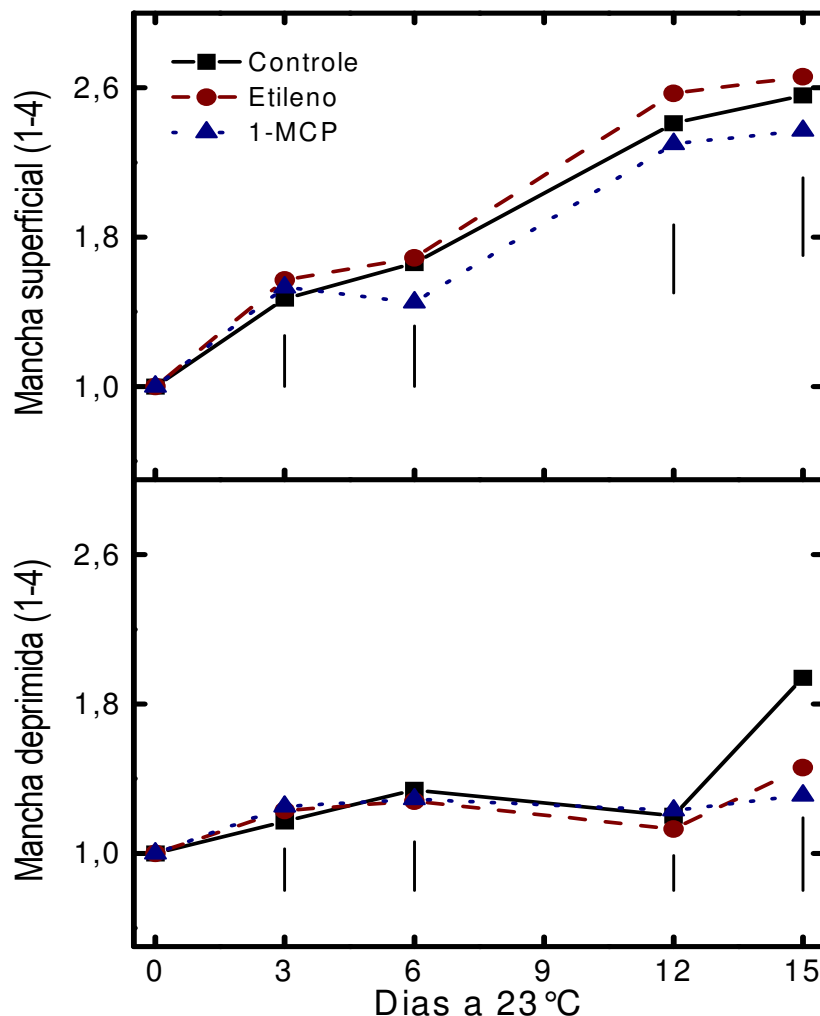 Mancha superficial (1-4)
2,6
1,8
1,0
Controle
Etileno
1-MCP
Mancha deprimida (1-4)
2,6
1,8
1,0
0 3 6 9 12 15
Dias a 23°C